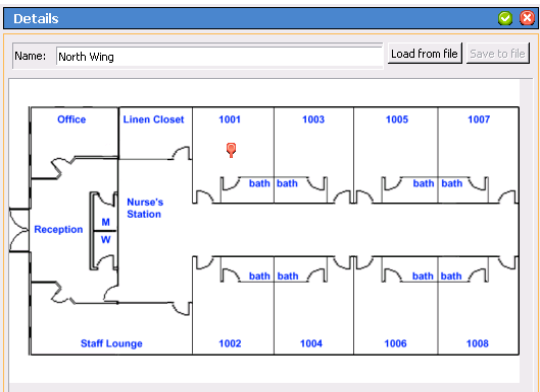 Details
Name: North Wing Load from file Save to file
Office Linen Closet 1001 1003 1005 1007
bath bath bath bath
Nurse's
Station
M
Reception
W
bath bath bath bath
Staff Lounge 1002 1004 1006 1008